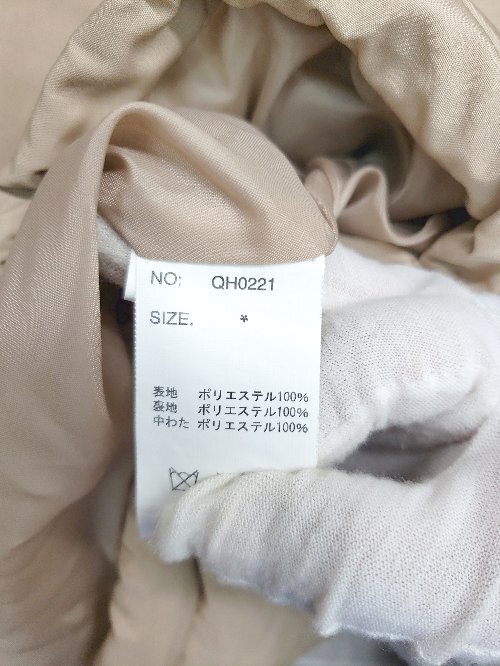 NO: QH0221
SIZE. *
表地 ポリエステル100%
裏地 ポリエステル100%
中わた ポリエステル100%